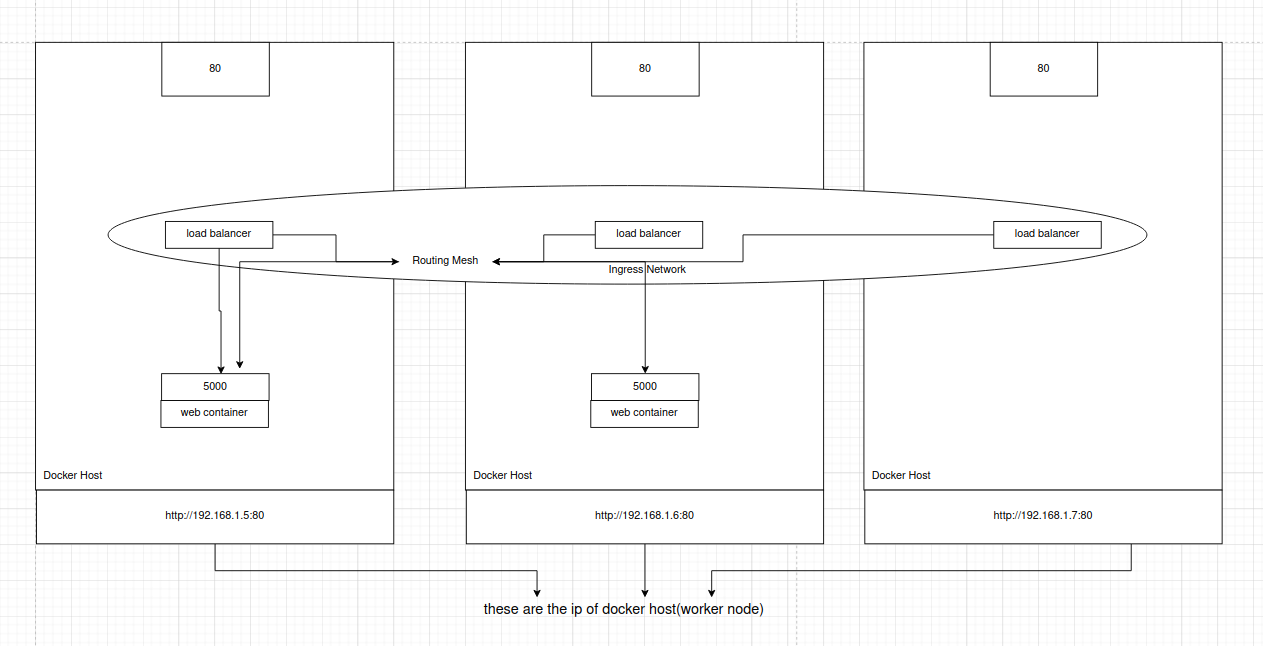 80
80
80
load balancer
load balancer
load balancer
Routing Mesh
Ingress Network
5000
5000
web container
web container
Docker Host
Docker Host
Docker Host
http://192.168.1.5:80
http://192.168.1.6:80
http://192.168.1.7:80
these are the ip of docker host(worker node)